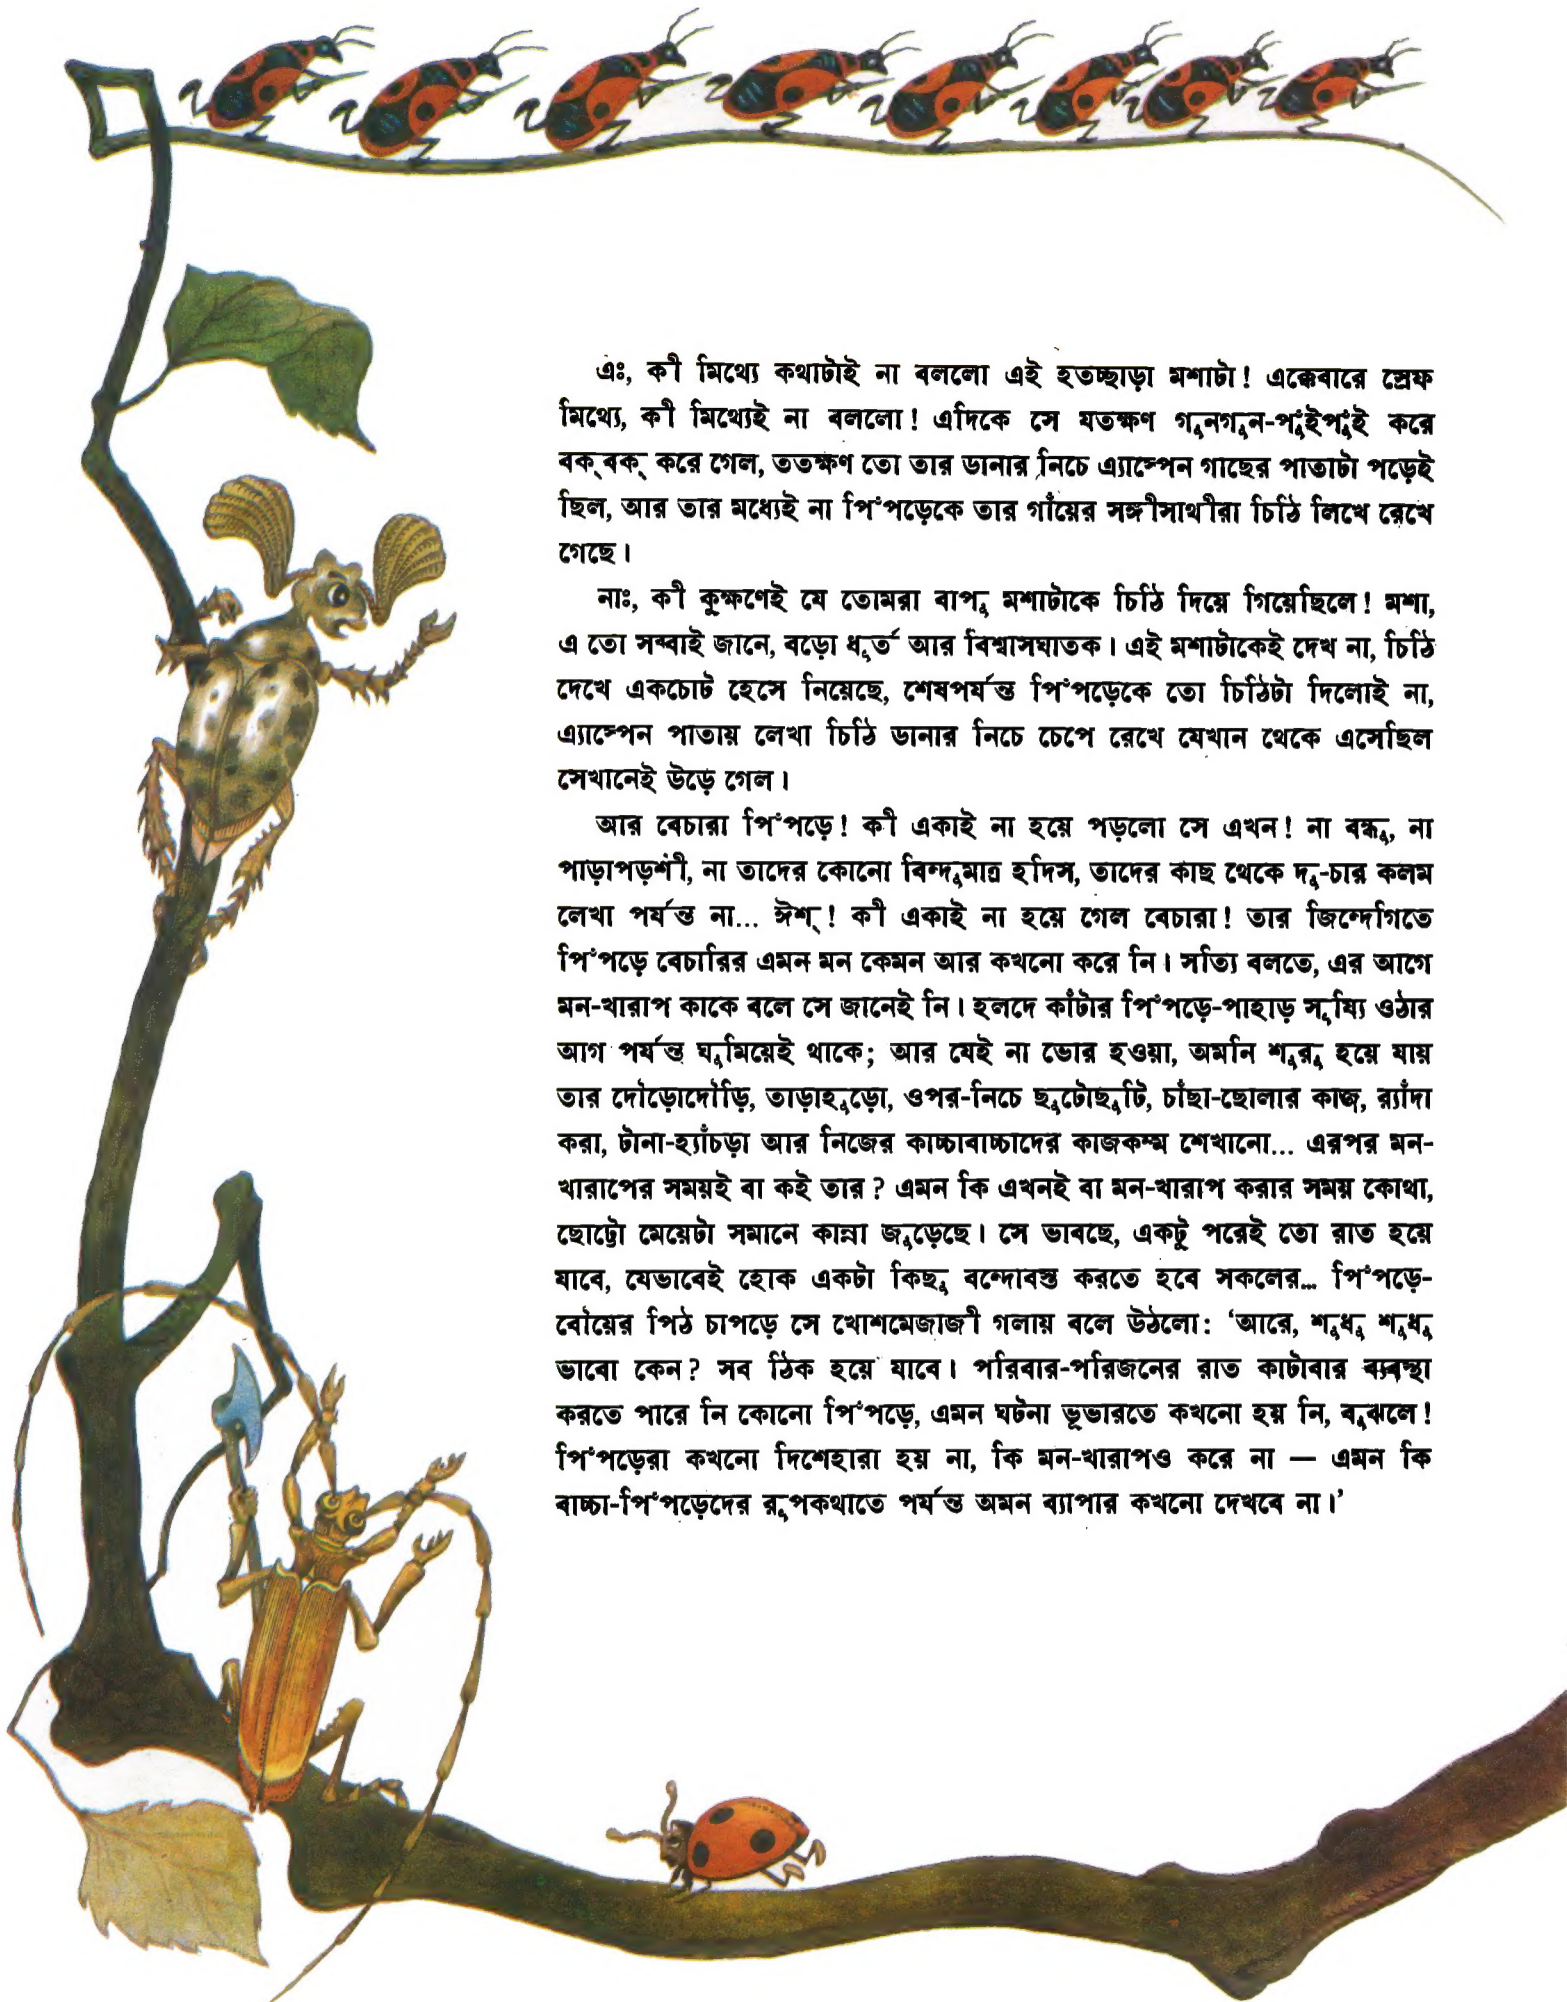 এঃ, কী মিথ্যে কথাটাই না বললো এই হতচ্ছাড়া মশাটা! এক্কেবারে স্রেফ
মিথ্যে, কী মিথ্যেই না বললো! এদিকে সে যতক্ষণ গুনগুন-পুঁইপুঁই করে
বক্‌বক্‌ করে গেল, ততক্ষণ তো তার ডানার নিচে এ্যাস্পেন গাছের পাতাটা পড়েই
ছিল, আর তার মধ্যেই না পিঁপড়েকে তার গাঁয়ের সঙ্গীসাথীরা চিঠি লিখে রেখে
গেছে।
নাঃ, কী কুক্ষণেই যে তোমরা বাপু মশাটাকে চিঠি দিয়ে গিয়েছিলে! মশা,
এ তো সব্বাই জানে, বড়ো ধূর্ত আর বিশ্বাসঘাতক। এই মশাটাকেই দেখ না, চিঠি
দেখে একচোট হেসে নিয়েছে, শেষপর্যন্ত পিঁপড়েকে তো চিঠিটা দিলোই না,
এ্যাস্পেন পাতায় লেখা চিঠি ডানার নিচে চেপে রেখে যেখান থেকে এসেছিল
সেখানেই উড়ে গেল।
আর বেচারা পিঁপড়ে! কী একাই না হয়ে পড়লো সে এখন! না বন্ধু, না
পাড়াপড়শী, না তাদের কোনো বিন্দুমাত্র হদিস, তাদের কাছ থেকে দু-চার কলম
লেখা পর্যন্ত না... ঈশ্‌! কী একাই না হয়ে গেল বেচারা! তার জিন্দেগিতে
পিঁপড়ে বেচারির এমন মন কেমন আর কখনো করে নি। সত্যি বলতে, এর আগে
মন-খারাপ কাকে বলে সে জানেই নি। হলদে কাঁটার পিঁপড়ে-পাহাড় সূয্যি ওঠার
আগ পর্যন্ত ঘুমিয়েই থাকে; আর যেই না ভোর হওয়া, অমনি শুরু হয়ে যায়
তার দৌড়োদৌড়ি, তাড়াহুড়ো, ওপর-নিচে ছুটোছুটি, চাঁছা-ছোলার কাজ, র‍্যাঁদা
করা, টানা-হ্যাঁচড়া আর নিজের কাচ্চাবাচ্চাদের কাজকম্ম শেখানো... এরপর মন-
খারাপের সময়ই বা কই তার? এমন কি এখনই বা মন-খারাপ করার সময় কোথা,
ছোট্টো মেয়েটা সমানে কান্না জুড়েছে। সে ভাবছে, একটু পরেই তো রাত হয়ে
যাবে, যেভাবেই হোক একটা কিছু বন্দোবস্ত করতে হবে সকলের... পিঁপড়ে-
বৌয়ের পিঠ চাপড়ে সে খোশমেজাজী গলায় বলে উঠলো: ‘আরে, শুধু শুধু
ভাবো কেন? সব ঠিক হয়ে যাবে। পরিবার-পরিজনের রাত কাটাবার ব্যবস্থা
করতে পারে নি কোনো পিঁপড়ে, এমন ঘটনা ভূভারতে কখনো হয় নি, বুঝলে!
পিঁপড়েরা কখনো দিশেহারা হয় না, কি মন-খারাপও করে না — এমন কি
বাচ্চা-পিঁপড়েদের রূপকথাতে পর্যন্ত অমন ব্যাপার কখনো দেখবে না।’